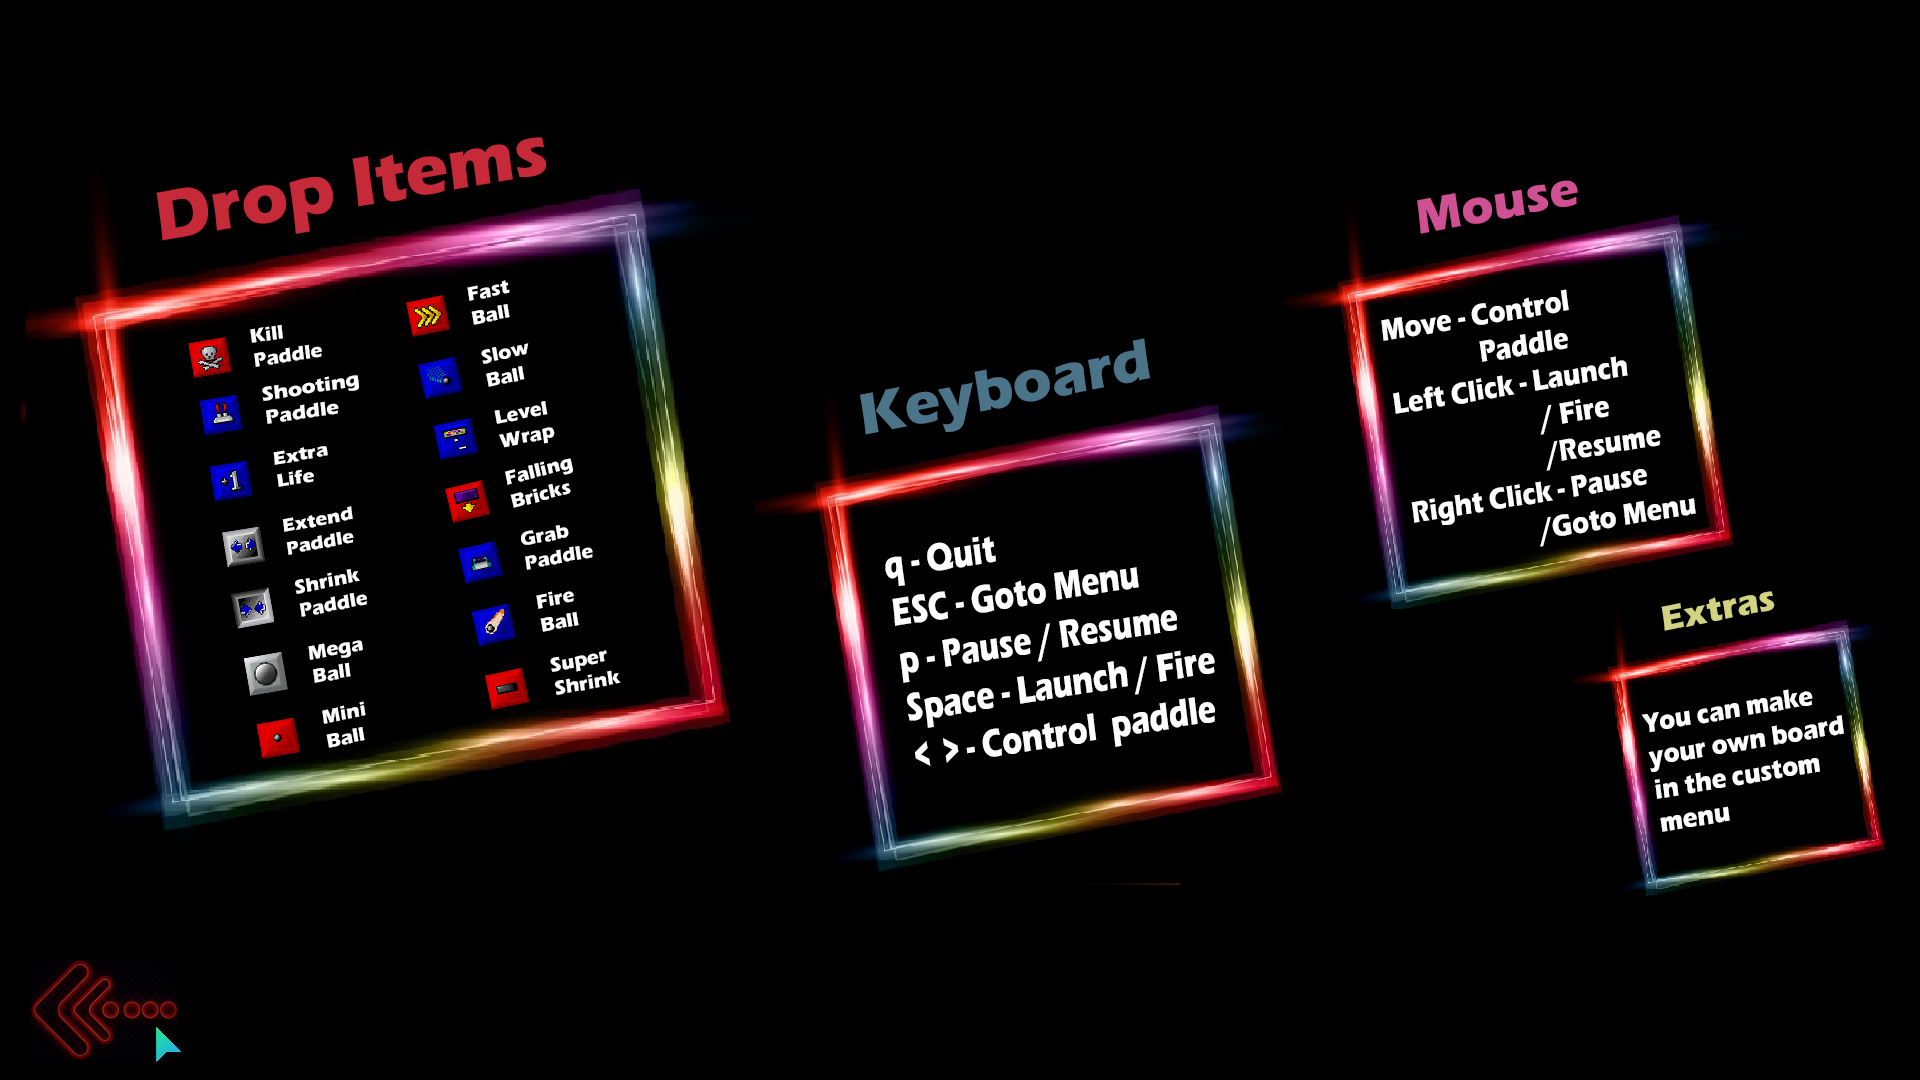 Drop Items
Kill
Paddle
Shooting
Paddle
Extra
Life
Extend
Paddle
Shrink
Paddle
Mega
Ball
Mini
Ball
Fast
Ball
Slow
Ball
Level
Wrap
Falling
Bricks
Grab
Paddle
Fire
Ball
Super
Shrink
Keyboard
q - Quit
ESC - Goto Menu
p - Pause / Resume
Space - Launch / Fire
< > - Control paddle
Mouse
Move - Control
Paddle
Left Click - Launch
/ Fire
/Resume
Right Click - Pause
/Goto Menu
Extras
You can make
your own board
in the custom
menu